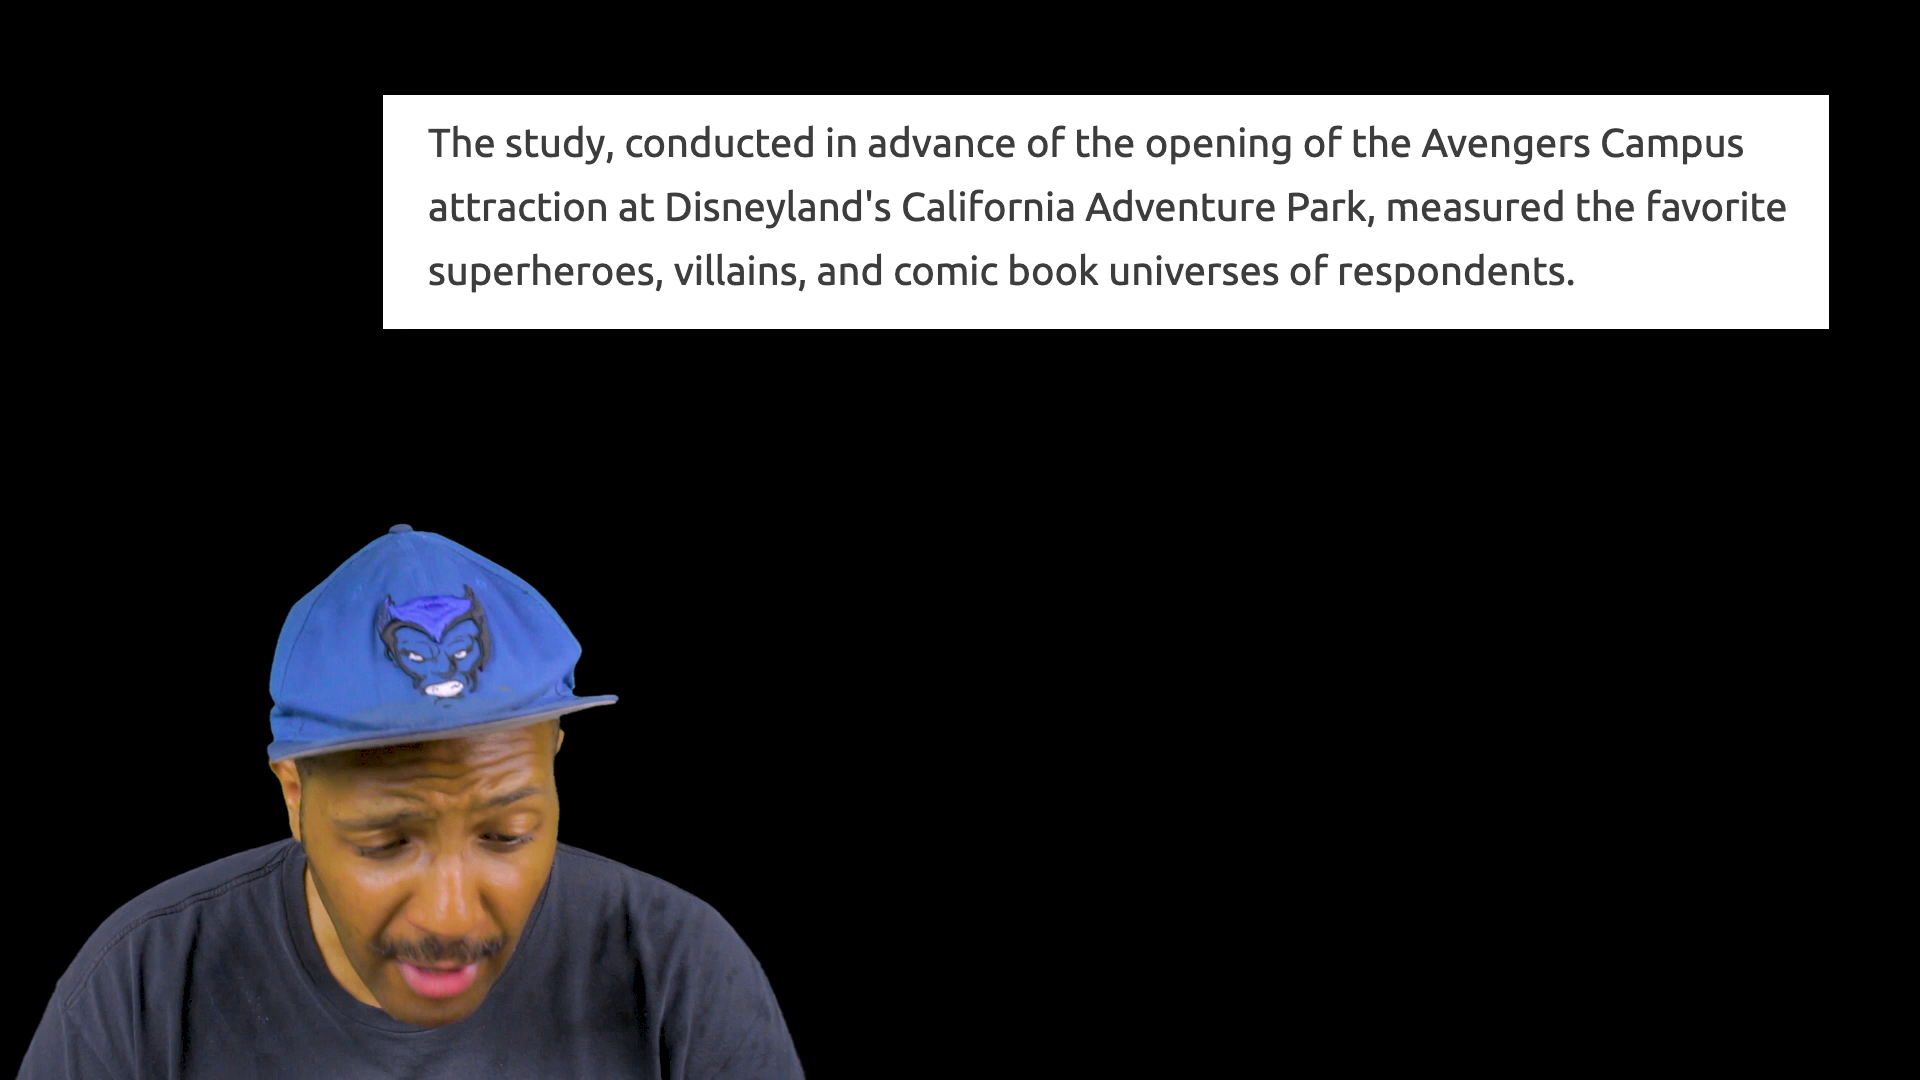 The study, conducted in advance of the opening of the Avengers Campus
attraction at Disneyland's California Adventure Park, measured the favorite
superheroes, villains, and comic book universes of respondents.